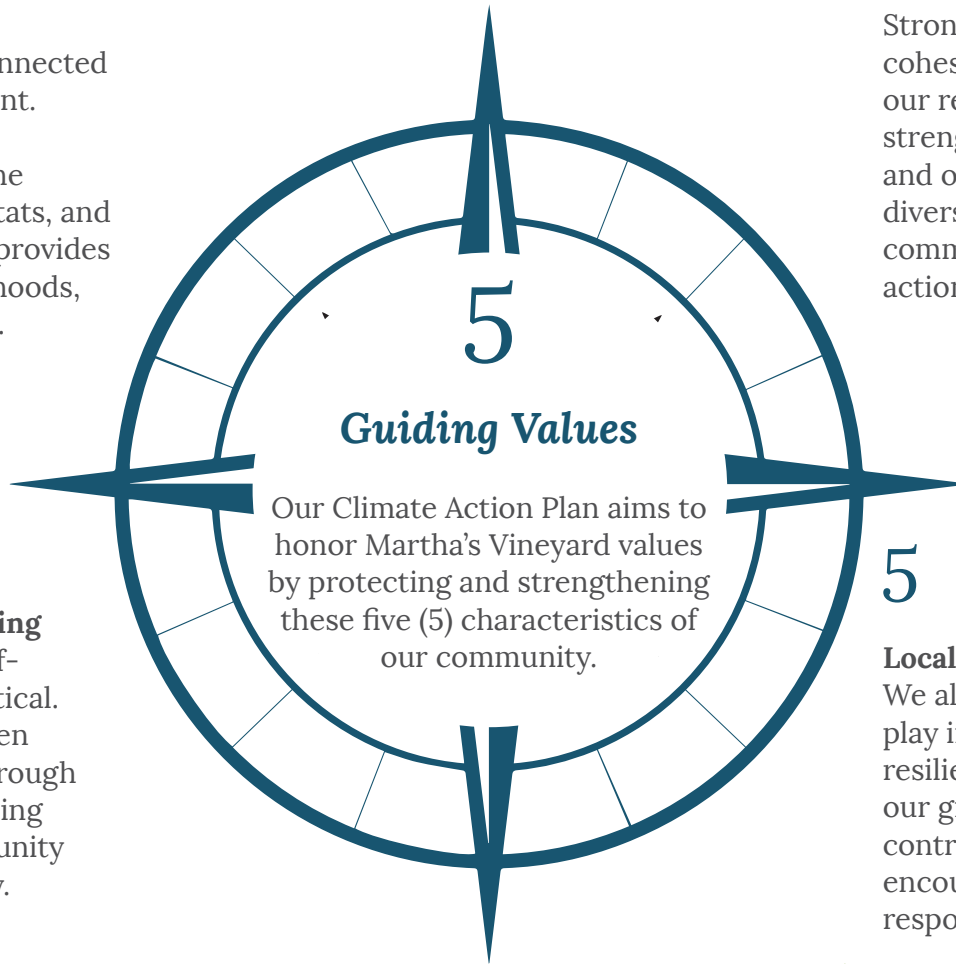 nnected
nt.
ne
tats, and
provides
hoods,
.
Stron
cohes
our re
streng
and o
divers
comm
action
5
Guiding Values
Our Climate Action Plan aims to
honor Martha's Vineyard values
by protecting and strengthening
these five (5) characteristics of
our community.
ing
f-
tical.
en
rough
ing
unity
y.
5
Local
We al
play i
resilie
our g
contr
encou
respo